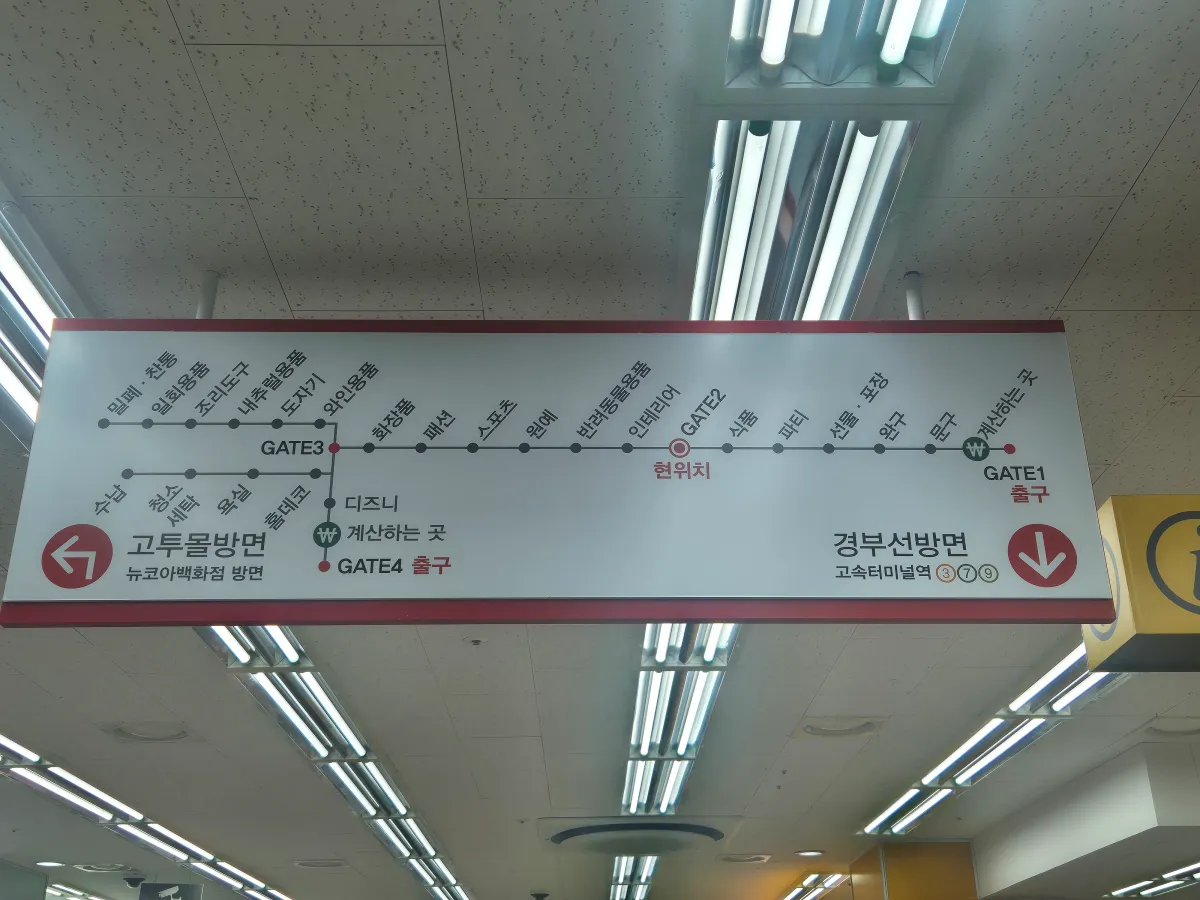 밀폐 · 찬통
일회용품
조리도구
내추럴용품
도자기
와인용품
GATE3
화장품
패션
스포츠
원예
반려동물용품
인테리어
GATE2
현위치
식품
파티
선물 · 포장
완구
문구
₩
계산하는 곳
GATE1
출구
수납
청소
세탁
욕실
홈데코
디즈니
₩ 계산하는 곳
GATE4 출구
고투몰방면
뉴코아백화점 방면
경부선방면
고속터미널역 3 7 9
i